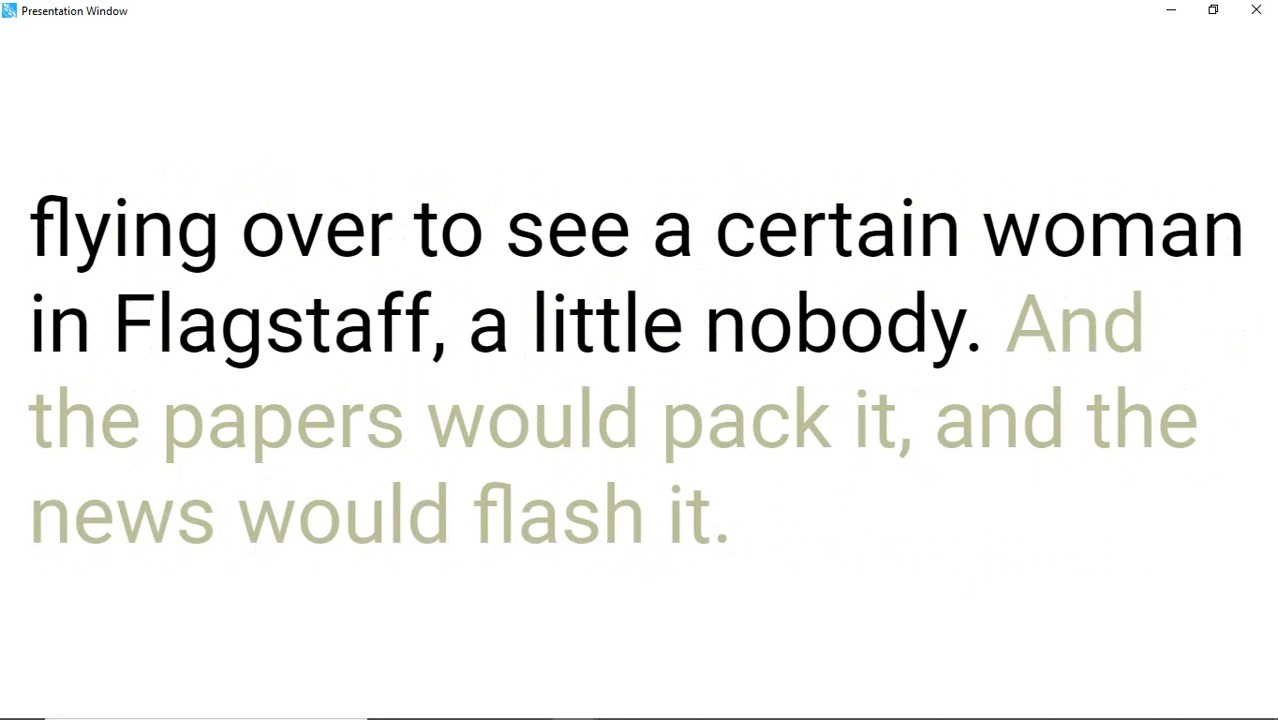 Presentation Window
flying over to see a certain woman
in Flagstaff, a little nobody. And
the papers would pack it, and the
news would flash it.